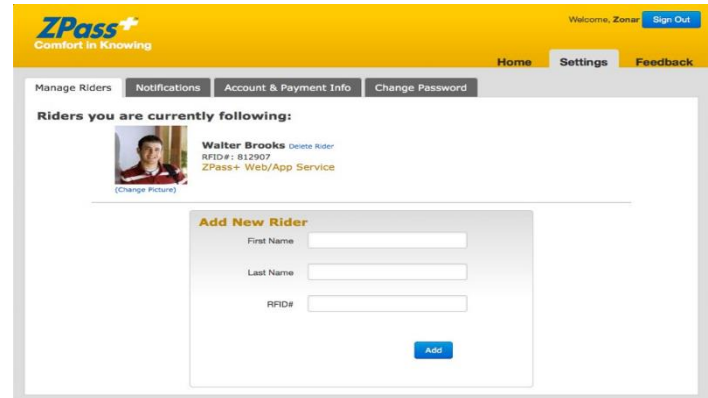 ZPass+
Comfort in Knowing
Welcome, Zonar
Sign Out
Home Settings Feedback
Manage Riders Notifications Account & Payment Info Change Password
Riders you are currently following:
Walter Brooks Delete Rider
RFID#: 812907
ZPass+ Web/App Service
(Change Picture)
Add New Rider
First Name
Last Name
RFID#
Add